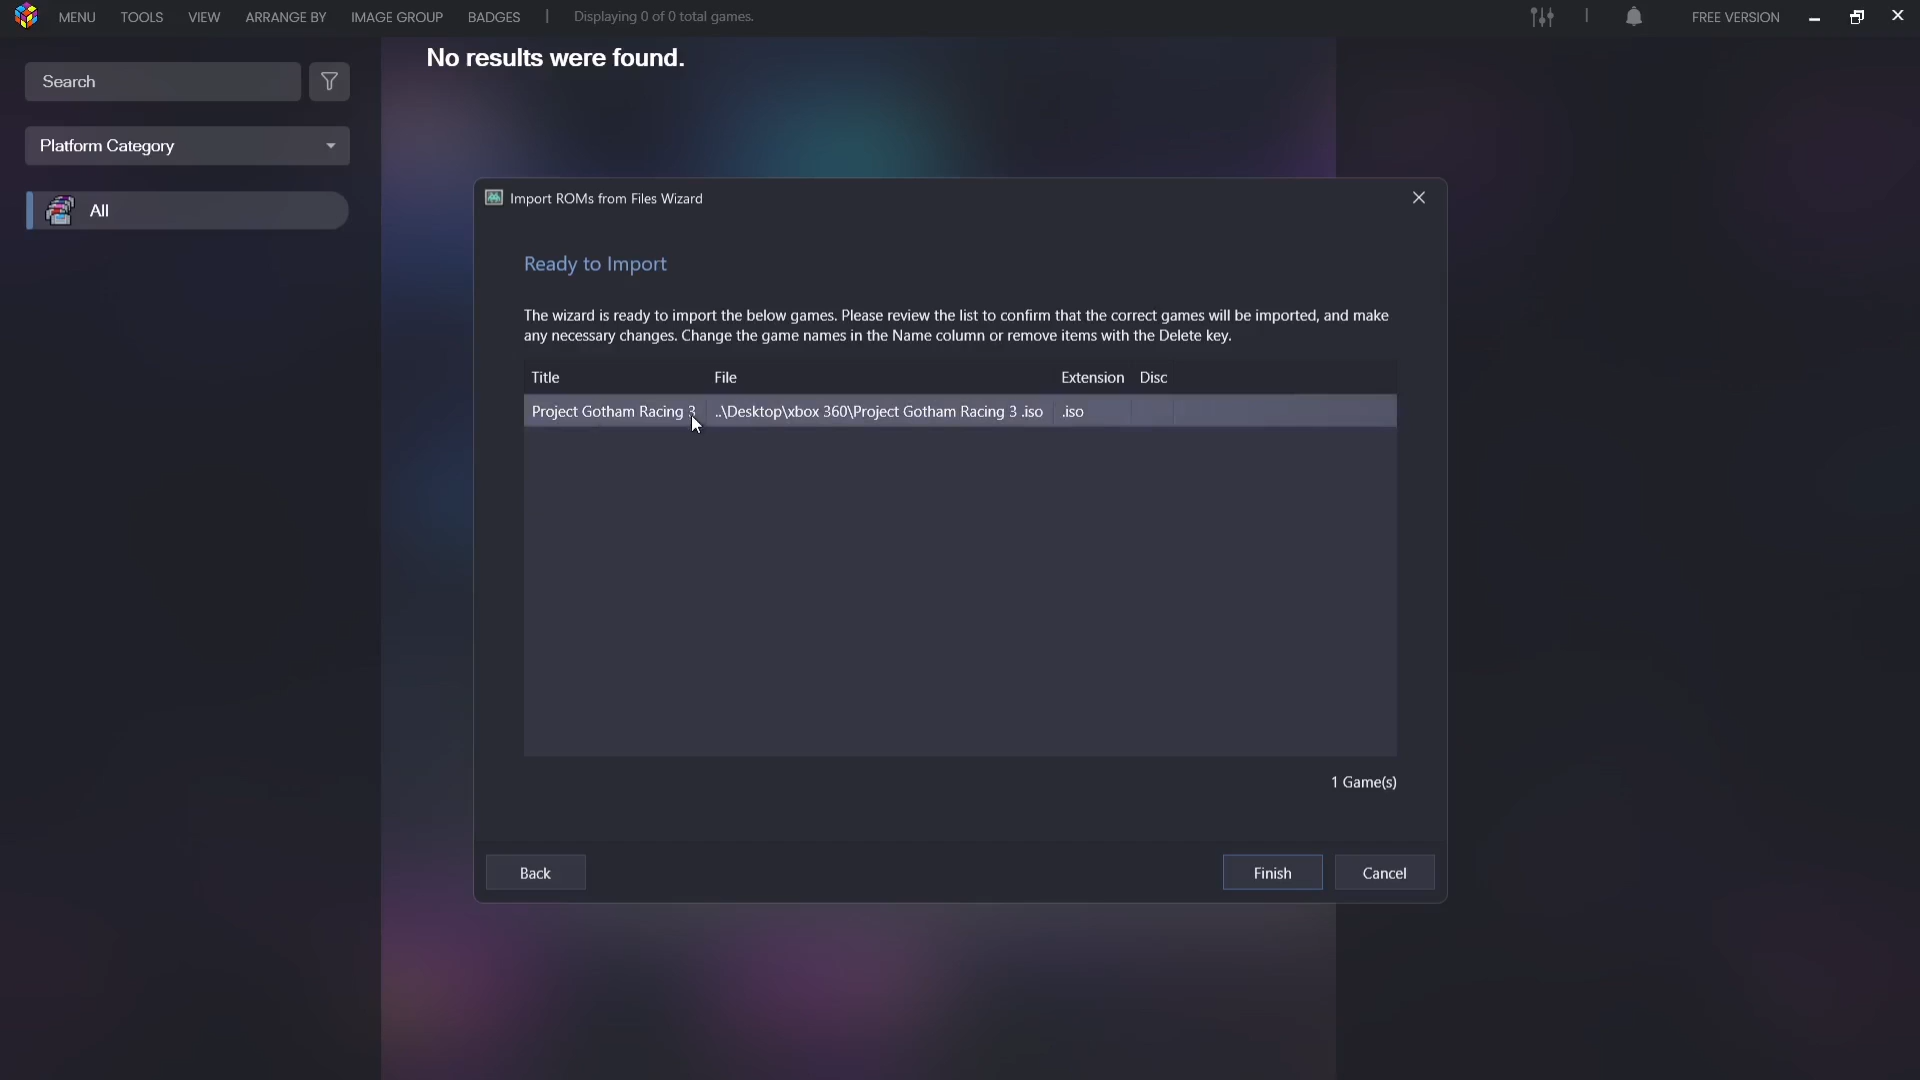 MENU TOOLS VIEW ARRANGE BY IMAGE GROUP BADGES | Displaying 0 of 0 total games. | FREE VERSION
No results were found.
Search
Platform Category
All
Import ROMs from Files Wizard
Ready to Import
The wizard is ready to import the below games. Please review the list to confirm that the correct games will be imported, and make
any necessary changes. Change the game names in the Name column or remove items with the Delete key.
Title File Extension Disc
Project Gotham Racing 3 ..\Desktop\xbox 360\Project Gotham Racing 3 .iso .iso
1 Game(s)
Back Finish Cancel